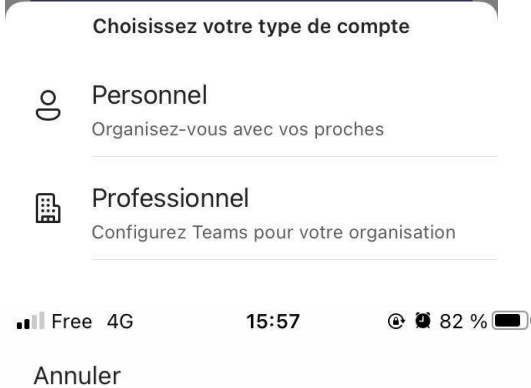 Choisissez votre type de compte
Personnel
Organisez-vous avec vos proches
Professionnel
Configurez Teams pour votre organisation
Free 4G 15:57 82 %
Annuler